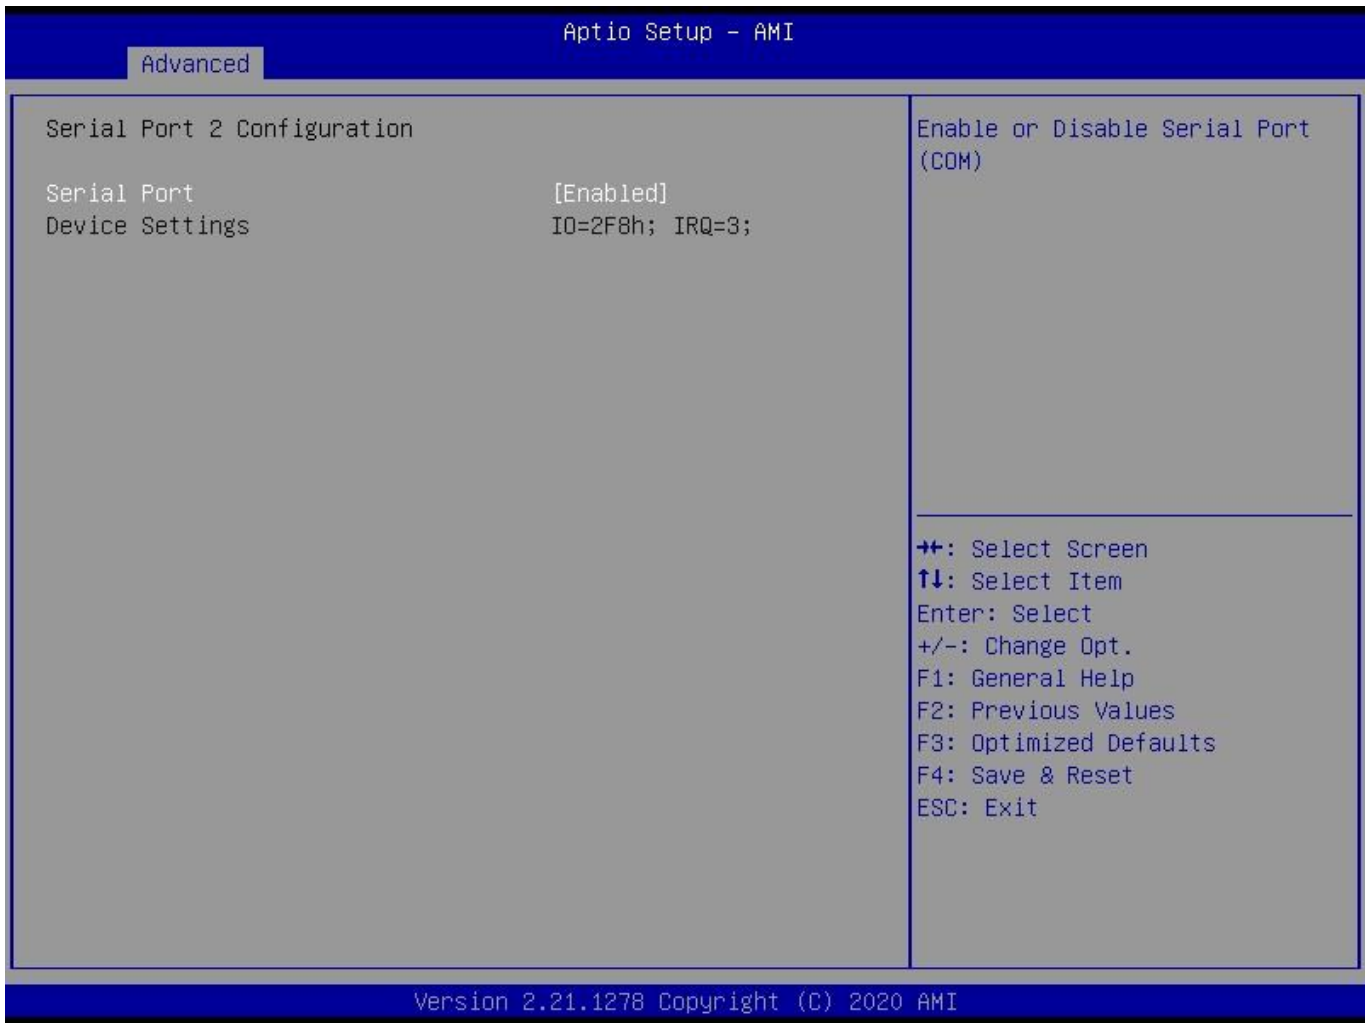 Aptio Setup – AMI
Advanced
Serial Port 2 Configuration
Serial Port [Enabled]
Device Settings IO=2F8h; IRQ=3;
Enable or Disable Serial Port
(COM)
→←: Select Screen
↑↓: Select Item
Enter: Select
+/-: Change Opt.
F1: General Help
F2: Previous Values
F3: Optimized Defaults
F4: Save & Reset
ESC: Exit
Version 2.21.1278 Copyright (C) 2020 AMI